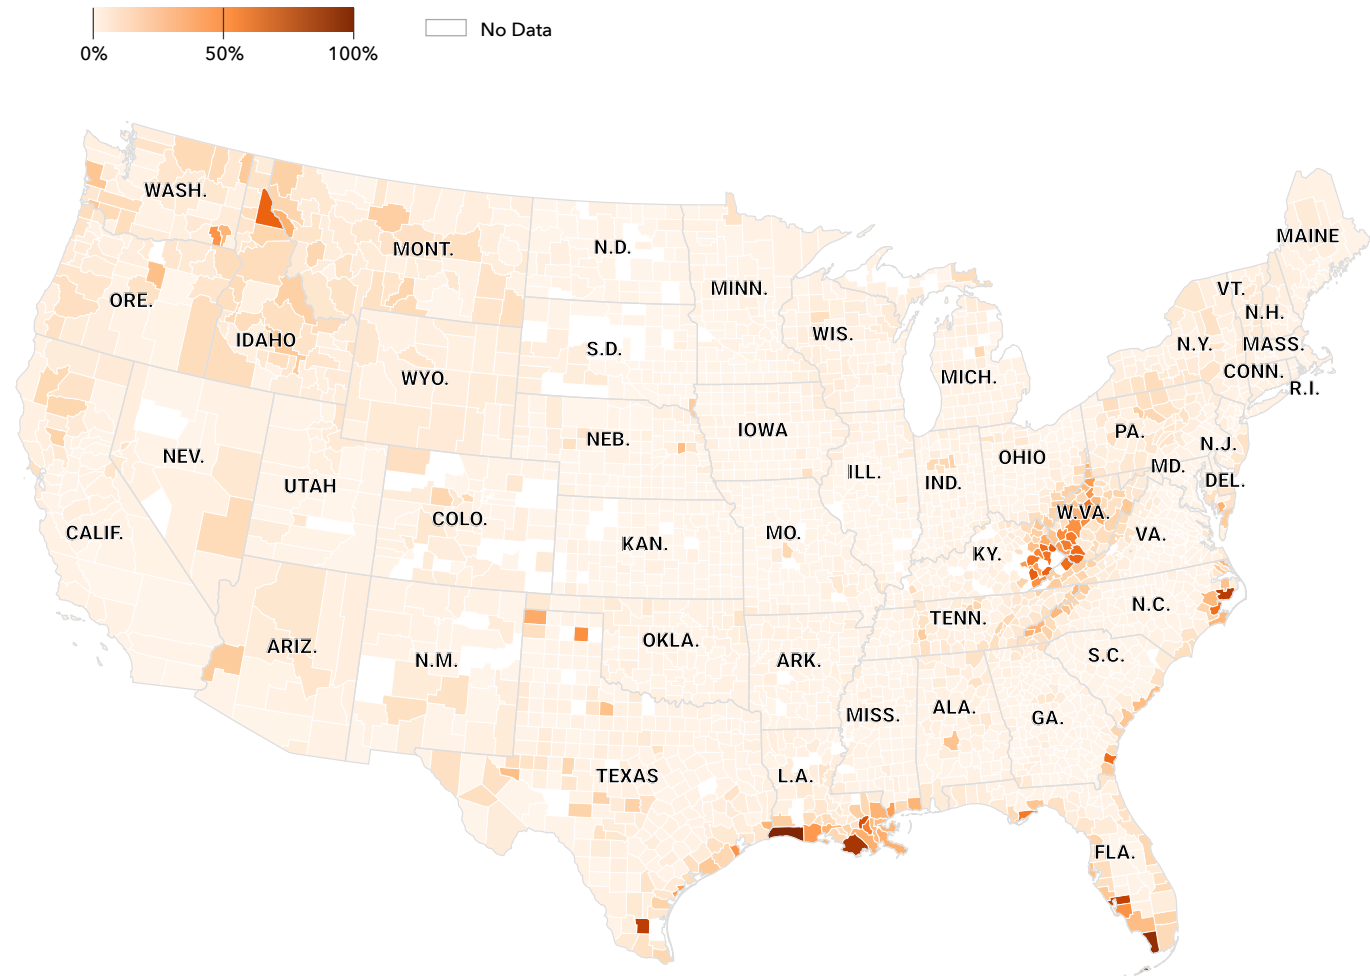 0% 50% 100% No Data
WASH.
MONT.
N.D.
MINN.
MAINE
ORE.
IDAHO
WYO.
S.D.
WIS.
MICH.
VT.
N.H.
N.Y.
MASS.
CONN.
R.I.
NEV.
UTAH
COLO.
NEB.
IOWA
ILL.
IND.
OHIO
PA.
N.J.
MD.
DEL.
CALIF.
KAN.
MO.
KY.
W.VA.
VA.
ARIZ.
N.M.
OKLA.
ARK.
TENN.
N.C.
S.C.
TEXAS
L.A.
MISS.
ALA.
GA.
FLA.